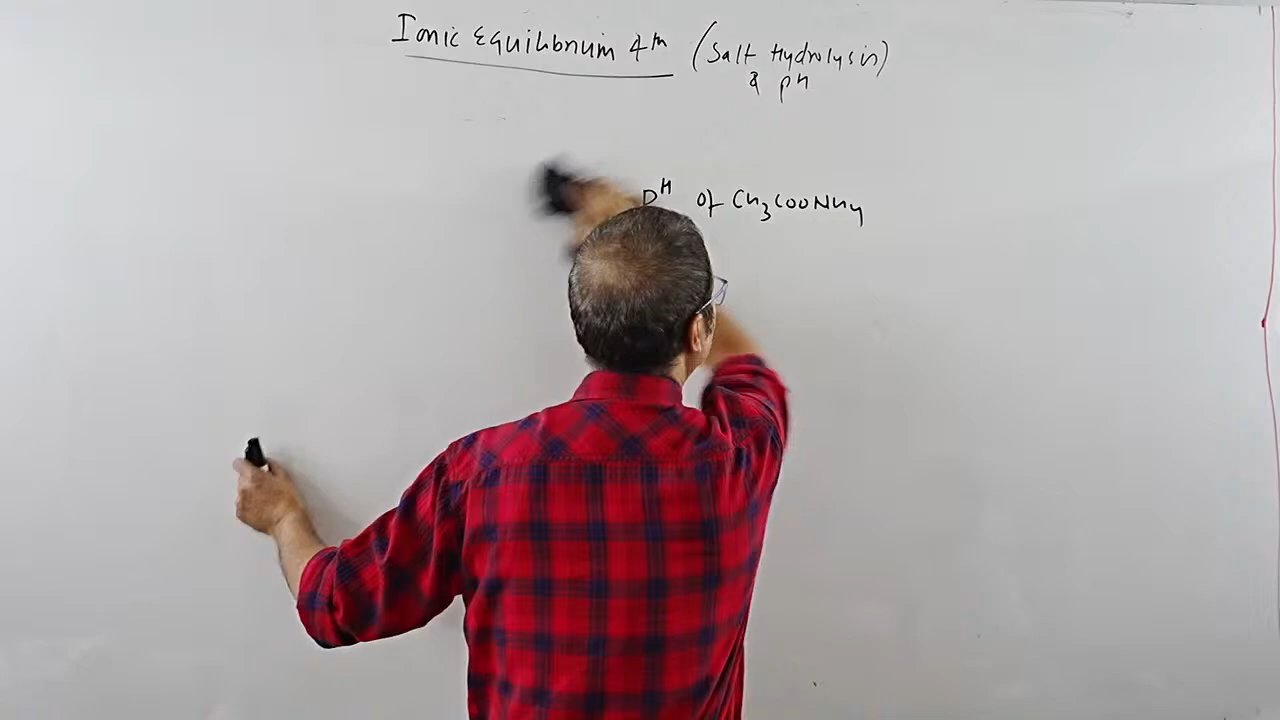 Ionic Equilibrium 4th (Salt Hydrolysis)
& pH
pH of CH3COONH4